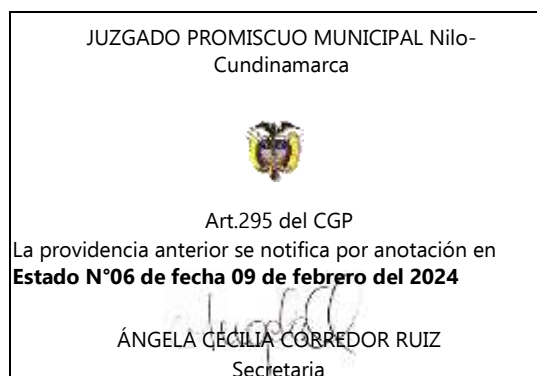 JUZGADO PROMISCUO MUNICIPAL Nilo-
Cundinamarca
Art.295 del CGP
La providencia anterior se notifica por anotación en
Estado N°06 de fecha 09 de febrero del 2024
ÁNGELA CECILIA CORREDOR RUIZ
Secretaria